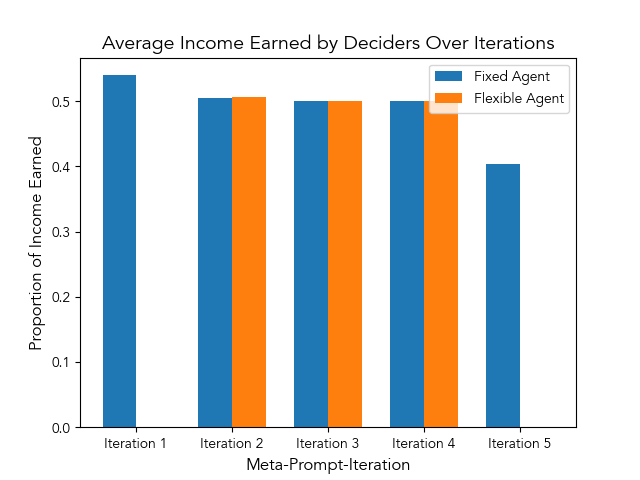 Average Income Earned by Deciders Over Iterations
Fixed Agent
Flexible Agent
Proportion of Income Earned
0.5
0.4
0.3
0.2
0.1
0.0
Iteration 1
Iteration 2
Iteration 3
Iteration 4
Iteration 5
Meta-Prompt-Iteration